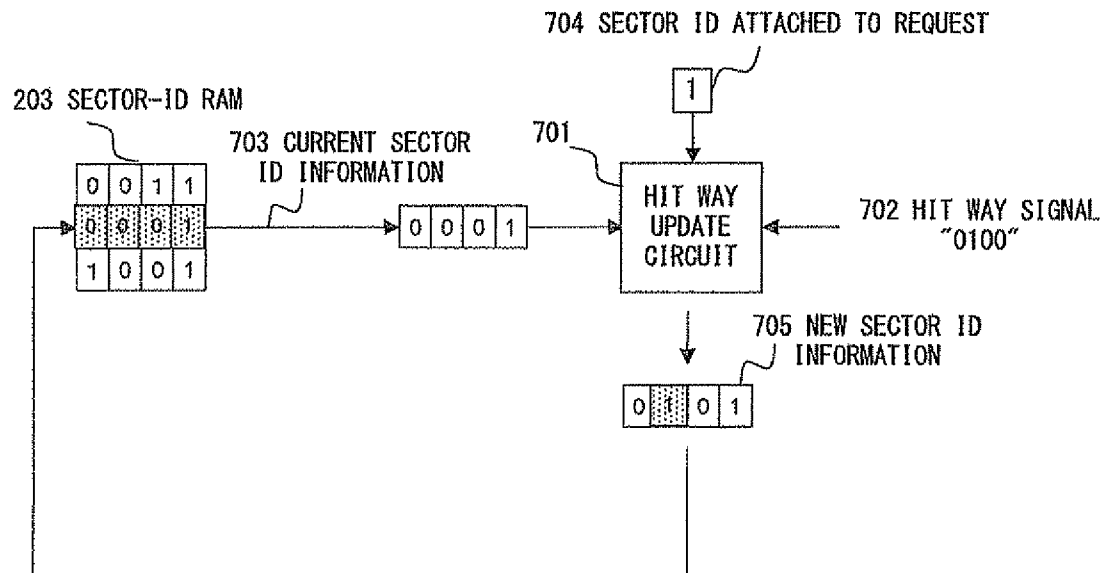 704 SECTOR ID ATTACHED TO REQUEST
1
203 SECTOR-ID RAM
703 CURRENT SECTOR
ID INFORMATION
701
0 0 1 1
0 0 0 1
1 0 0 1
0 0 0 1
HIT WAY
UPDATE
CIRCUIT
702 HIT WAY SIGNAL
"0100"
705 NEW SECTOR ID
INFORMATION
0 1 0 1